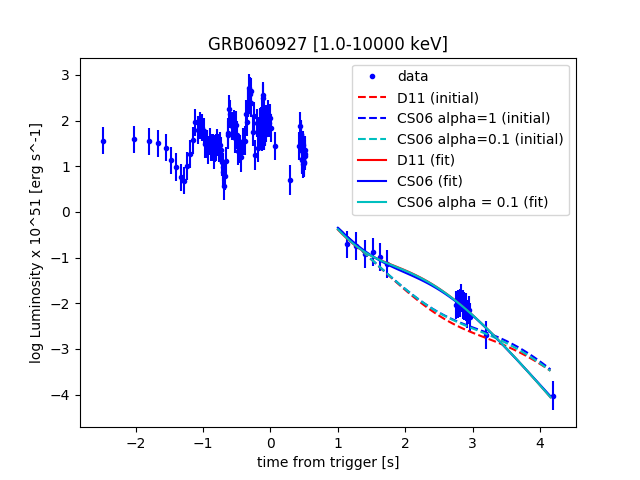 GRB060927 [1.0-10000 keV]
log Luminosity x 10^51 [erg s^-1]
3
2
1
0
−1
−2
−3
−4
data
D11 (initial)
CS06 alpha=1 (initial)
CS06 alpha=0.1 (initial)
D11 (fit)
CS06 (fit)
CS06 alpha = 0.1 (fit)
−2 −1 0 1 2 3 4
time from trigger [s]